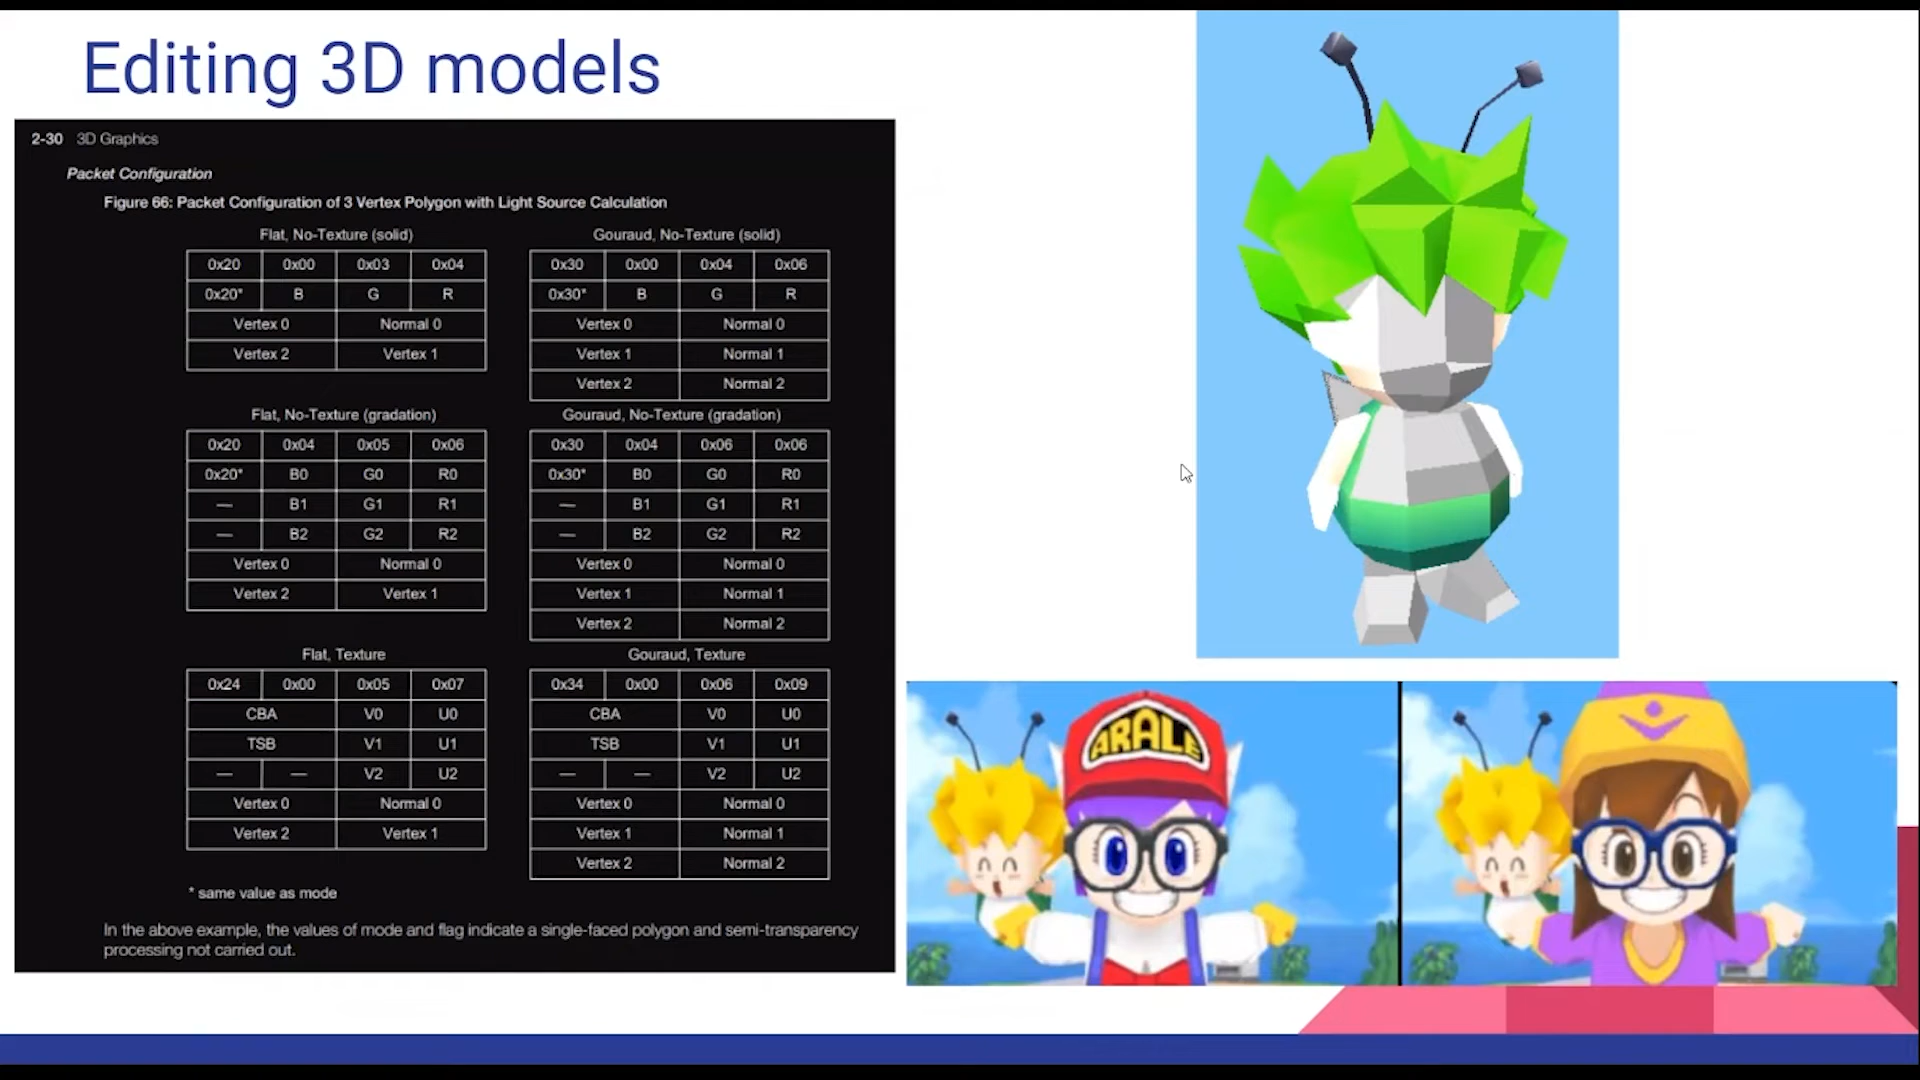 Editing 3D models
2-30 3D Graphics
Packet Configuration
Figure 66: Packet Configuration of 3 Vertex Polygon with Light Source Calculation
Flat, No-Texture (solid)
0x20 0x00 0x03 0x04
0x20* B G R
Vertex 0 Normal 0
Vertex 2 Vertex 1
Gouraud, No-Texture (solid)
0x30 0x00 0x04 0x06
0x30* B G R
Vertex 0 Normal 0
Vertex 1 Normal 1
Vertex 2 Normal 2
Flat, No-Texture (gradation)
0x20 0x04 0x05 0x06
0x20* B0 G0 R0
— B1 G1 R1
— B2 G2 R2
Vertex 0 Normal 0
Vertex 2 Vertex 1
Gouraud, No-Texture (gradation)
0x30 0x04 0x06 0x06
0x30* B0 G0 R0
— B1 G1 R1
— B2 G2 R2
Vertex 0 Normal 0
Vertex 1 Normal 1
Vertex 2 Normal 2
Flat, Texture
0x24 0x00 0x05 0x07
CBA V0 U0
TSB V1 U1
— — V2 U2
Vertex 0 Normal 0
Vertex 2 Vertex 1
Gouraud, Texture
0x34 0x00 0x06 0x09
CBA V0 U0
TSB V1 U1
— — V2 U2
Vertex 0 Normal 0
Vertex 1 Normal 1
Vertex 2 Normal 2
* same value as mode
In the above example, the values of mode and flag indicate a single-faced polygon and semi-transparency
processing not carried out.
ARALE